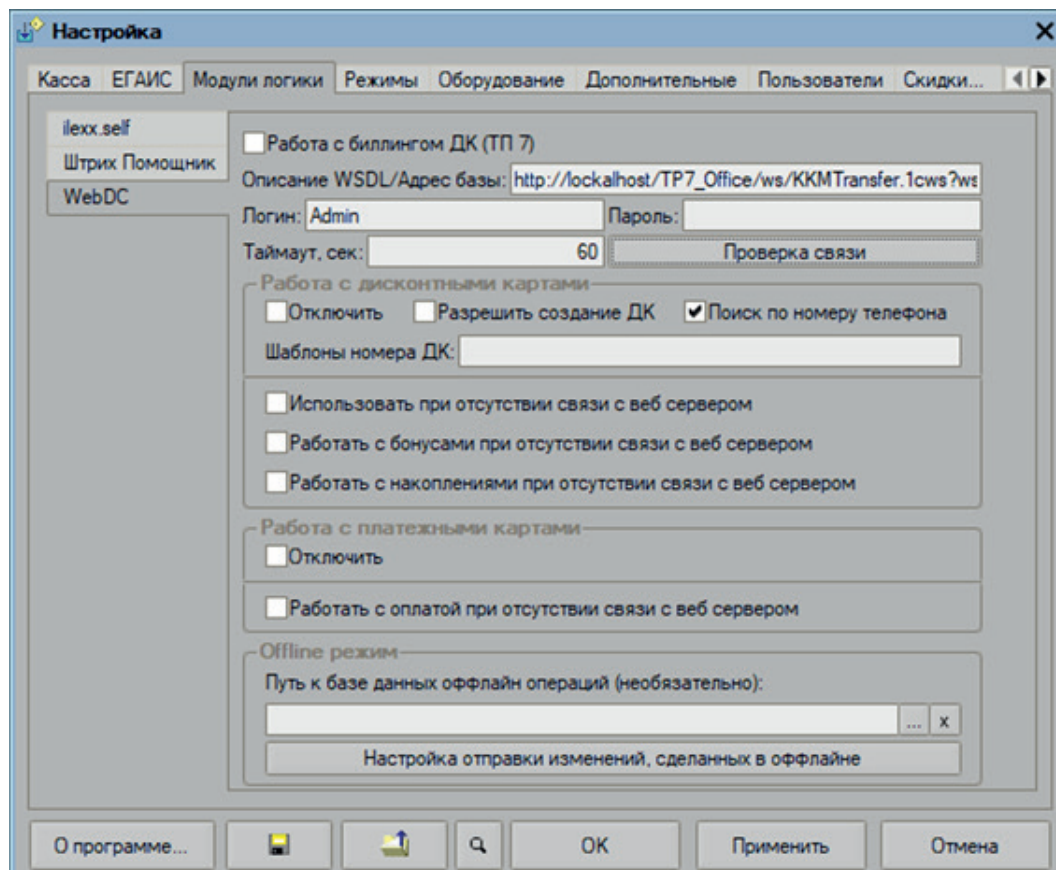 Настройка
Касса ЕГАИС Модули логики Режимы Оборудование Дополнительные Пользователи Скидки...
ilexx.self
Штрих Помощник
WebDC
Работа с биллингом ДК (ТП 7)
Описание WSDL/Адрес базы: http://lockalhost/TP7_Office/ws/KKMTransfer.1cws?ws
Логин: Admin Пароль:
Таймаут, сек: 60 Проверка связи
Работа с дисконтными картами
Отключить Разрешить создание ДК Поиск по номеру телефона
Шаблоны номера ДК:
Использовать при отсутствии связи с веб сервером
Работать с бонусами при отсутствии связи с веб сервером
Работать с накоплениями при отсутствии связи с веб сервером
Работа с платежными картами
Отключить
Работать с оплатой при отсутствии связи с веб сервером
Offline режим
Путь к базе данных оффлайн операций (необязательно):
... x
Настройка отправки изменений, сделанных в оффлайне
О программе... OK Применить Отмена